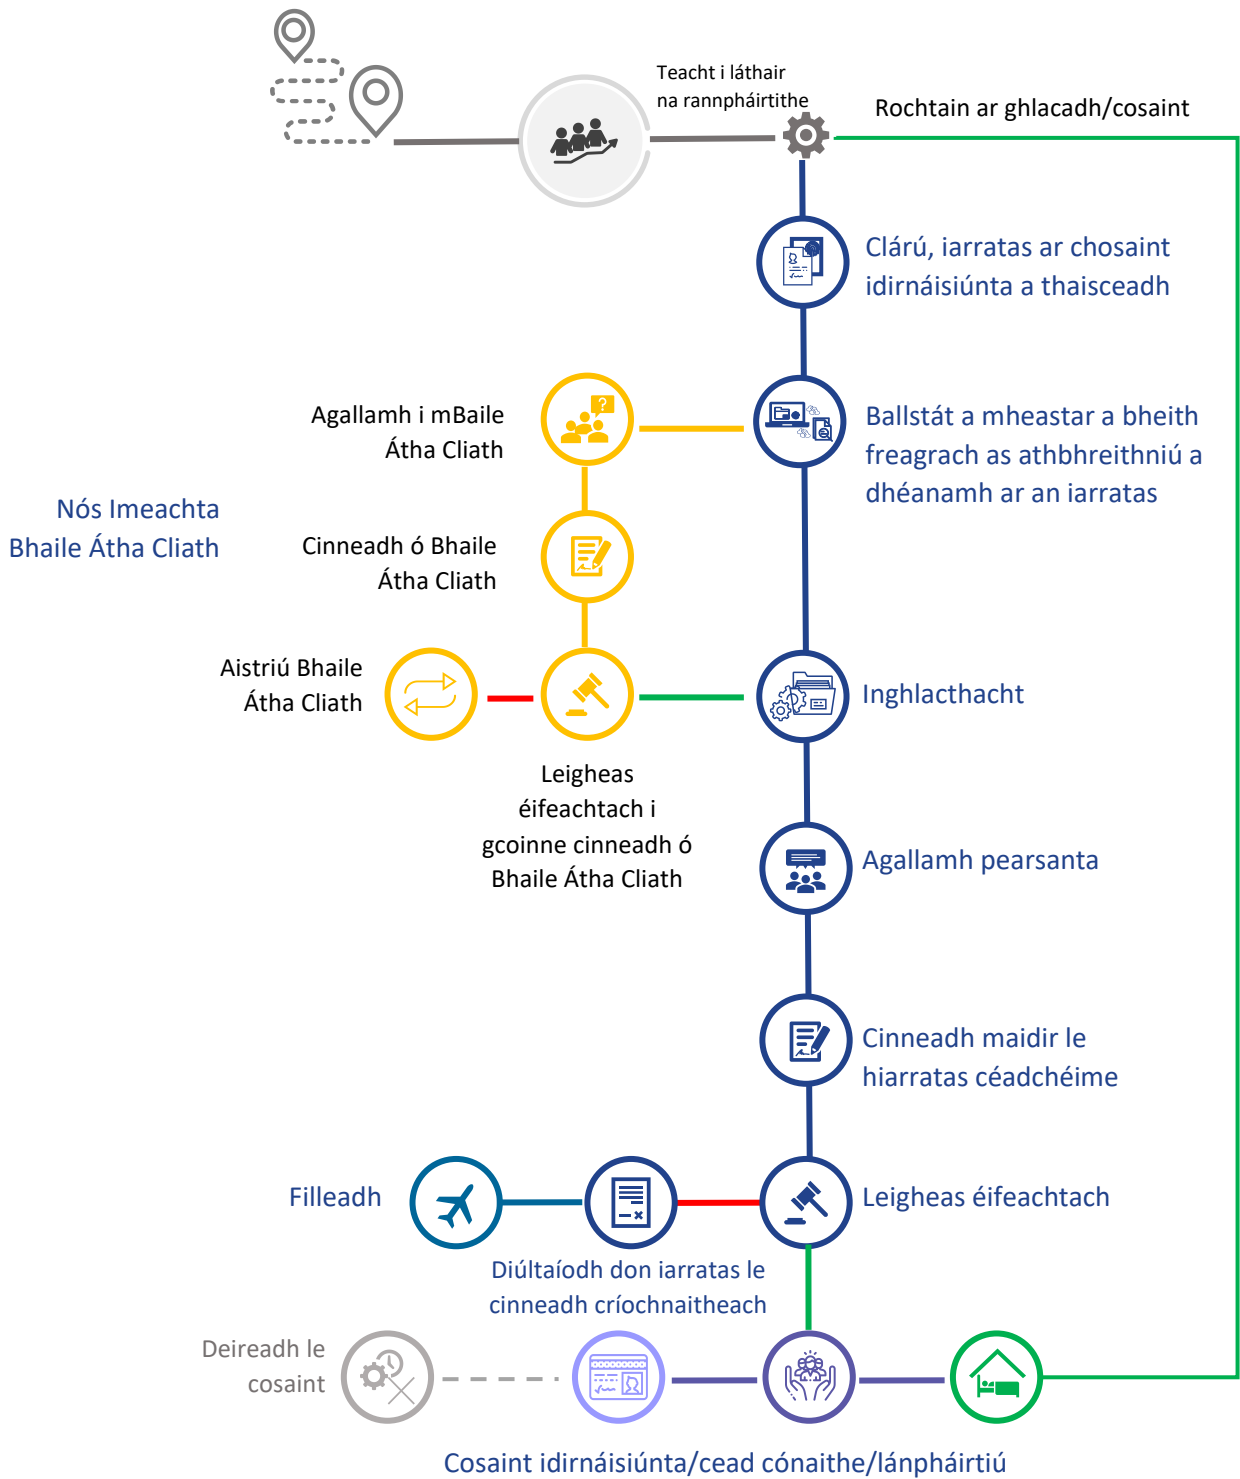 Teacht i láthair
na rannpháirtithe
Rochtain ar ghlacadh/cosaint
Clárú, iarratas ar chosaint
idirnáisiúnta a thaisceadh
Agallamh i mBaile
Átha Cliath
Ballstát a mheastar a bheith
freagrach as athbhreithniú a
dhéanamh ar an iarratas
Nós Imeachta
Bhaile Átha Cliath
Cinneadh ó Bhaile
Átha Cliath
Aistriú Bhaile
Átha Cliath
Inghlacthacht
Leigheas
éifeachtach i
gcoinne cinneadh ó
Bhaile Átha Cliath
Agallamh pearsanta
Cinneadh maidir le
hiarratas céadchéime
Filleadh
Leigheas éifeachtach
Diúltaíodh don iarratas le
cinneadh críochnaitheach
Deireadh le
cosaint
Cosaint idirnáisiúnta/cead cónaithe/lánpháirtiú